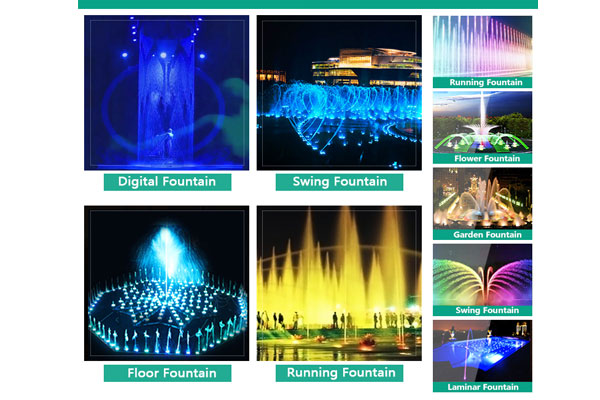 Digital Fountain
Swing Fountain
Floor Fountain
Running Fountain
Running Fountain
Flower Fountain
Garden Fountain
Swing Fountain
Laminar Fountain